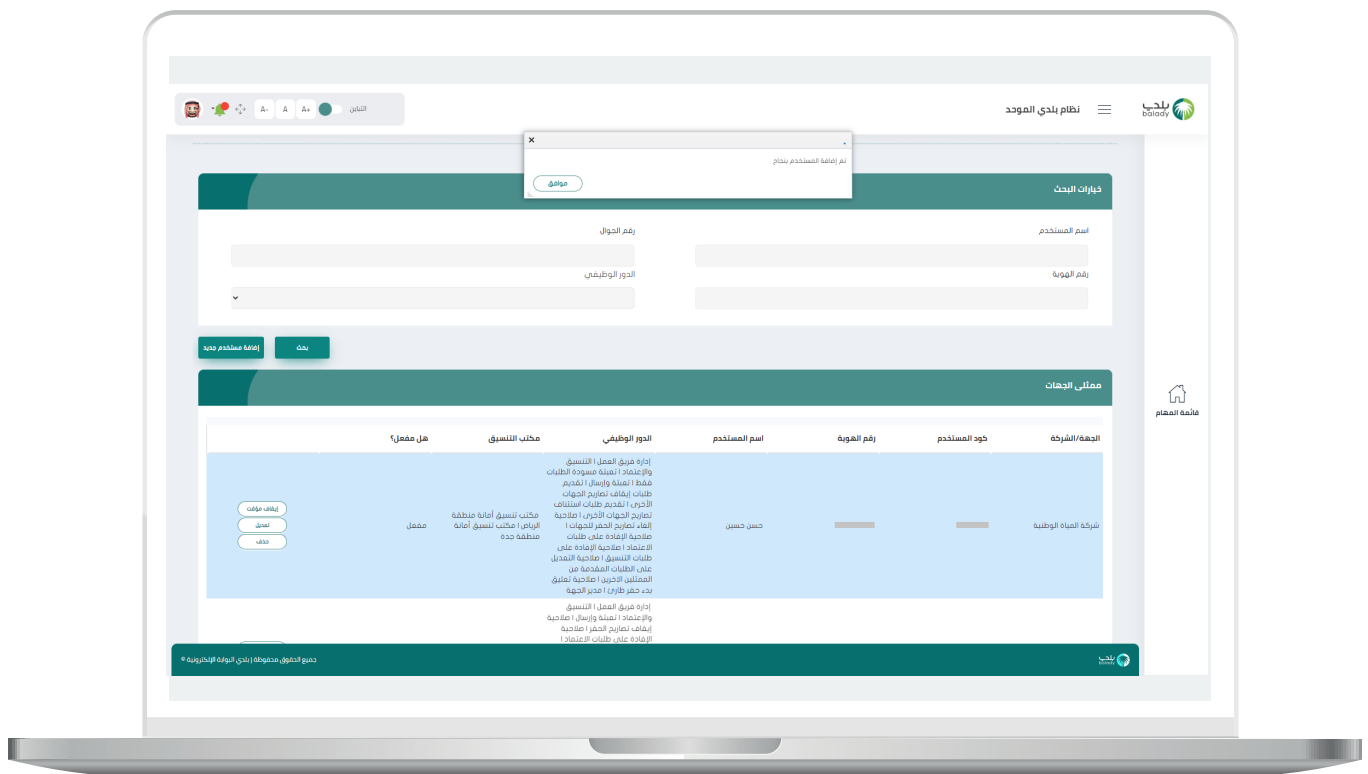 بلدي
balady
نظام بلدي الموحد
التباين
A+
A
A-
تم إضافة المستخدم بنجاح
موافق
خيارات البحث
اسم المستخدم
رقم الجوال
رقم الهوية
الدور الوظيفي
بحث
إضافة مستخدم جديد
قائمة المهام
ممثلي الجهات
الجهة/الشركة
كود المستخدم
رقم الهوية
اسم المستخدم
الدور الوظيفي
مكتب التنسيق
هل مفعل؟
شركة المياه الوطنية
حسن حسين
إدارة فريق العمل | التنسيق
والإعتماد | تعبئة مسودة الطلبات
فقط | تعبئة وإرسال | تقديم
طلبات إيقاف تصاريح الجهات
الأخرى | تقديم طلبات استئناف
تصاريح الجهات الأخرى | صلاحية
إلغاء تصاريح الحفر للجهات |
صلاحية الإفادة على طلبات
الاعتماد | صلاحية الإفادة على
طلبات التنسيق | صلاحية التعديل
على الطلبات المقدمة من
الممثلين الاخرين | صلاحية تعليق
بدء حفر طارئ | مدير الجهة
مكتب تنسيق أمانة منطقة
الرياض | مكتب تنسيق أمانة
منطقة جدة
مفعل
إيقاف مؤقت
تعديل
حذف
إدارة فريق العمل | التنسيق
والإعتماد | تعبئة وإرسال | صلاحية
إيقاف تصاريح الحفر | صلاحية
الإفادة على طلبات الاعتماد |
بلدي
balady
جميع الحقوق محفوظة | بلدي البوابة الإلكترونية ©